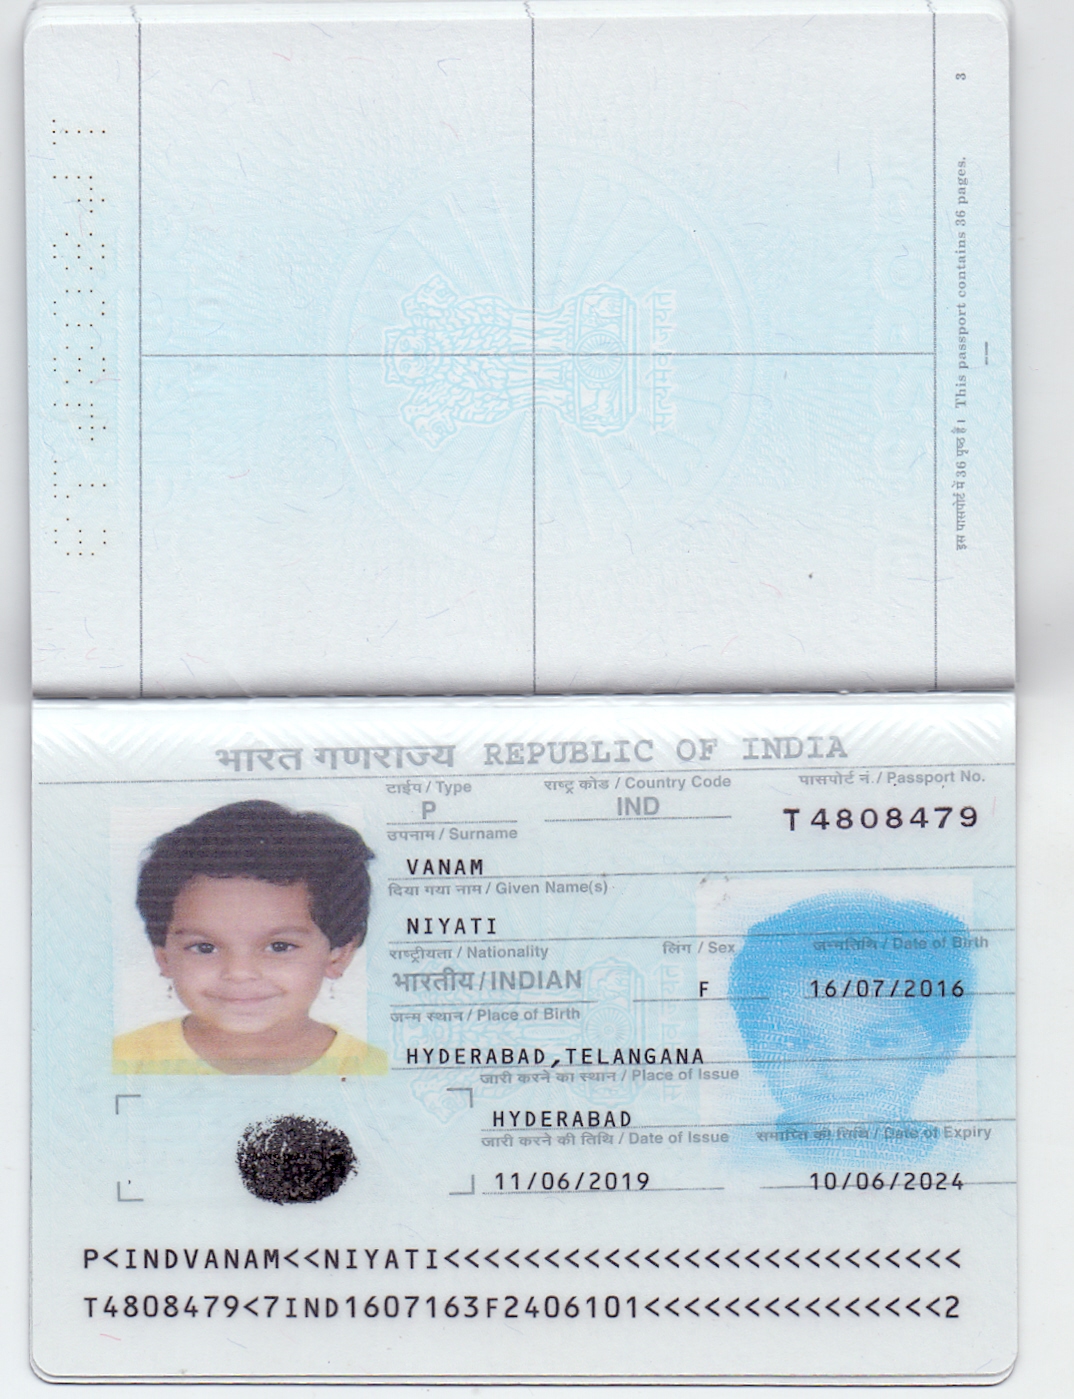 3
इस पासपोर्ट में 36 पृष्ठ हैं। This passport contains 36 pages.
भारत गणराज्य REPUBLIC OF INDIA
टाईप / Type
राष्ट्र कोड / Country Code
पासपोर्ट नं. / Passport No.
P
IND
T4808479
उपनाम / Surname
VANAM
दिया गया नाम / Given Name(s)
NIYATI
राष्ट्रीयता / Nationality
लिंग / Sex
जन्मतिथि / Date of Birth
भारतीय / INDIAN
F
16/07/2016
जन्म स्थान / Place of Birth
HYDERABAD,TELANGANA
जारी करने का स्थान / Place of Issue
HYDERABAD
जारी करने की तिथि / Date of Issue
समाप्ति की तिथि / Date of Expiry
11/06/2019
10/06/2024
P<INDVANAM<<NIYATI<<<<<<<<<<<<<<<<<<<<<<<<<<
T4808479<7IND1607163F2406101<<<<<<<<<<<<<<<2